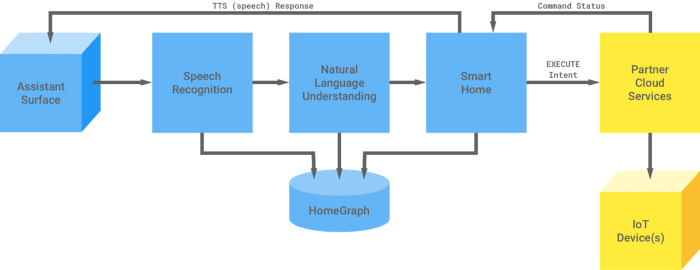 TTS (speech) Response
Command Status
Assistant
Surface
Speech
Recognition
Natural
Language
Understanding
Smart
Home
EXECUTE
Intent
Partner
Cloud
Services
HomeGraph
IoT
Device(s)